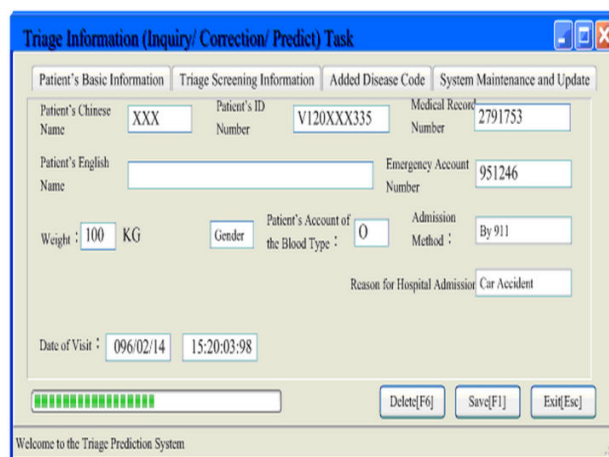 Triage Information (Inquiry/ Correction/ Predict) Task
Patient's Basic Information Triage Screening Information Added Disease Code System Maintenance and Update
Patient's Chinese Name XXX Patient's ID Number V120XXX335 Medical Record Number 2791753
Patient's English Name Emergency Account Number 951246
Weight : 100 KG Gender Patient's Account of the Blood Type : O Admission Method : By 911
Reason for Hospital Admission Car Accident
Date of Visit : 096/02/14 15:20:03:98
Delete[F6] Save[F1] Exit[Esc]
Welcome to the Triage Prediction System